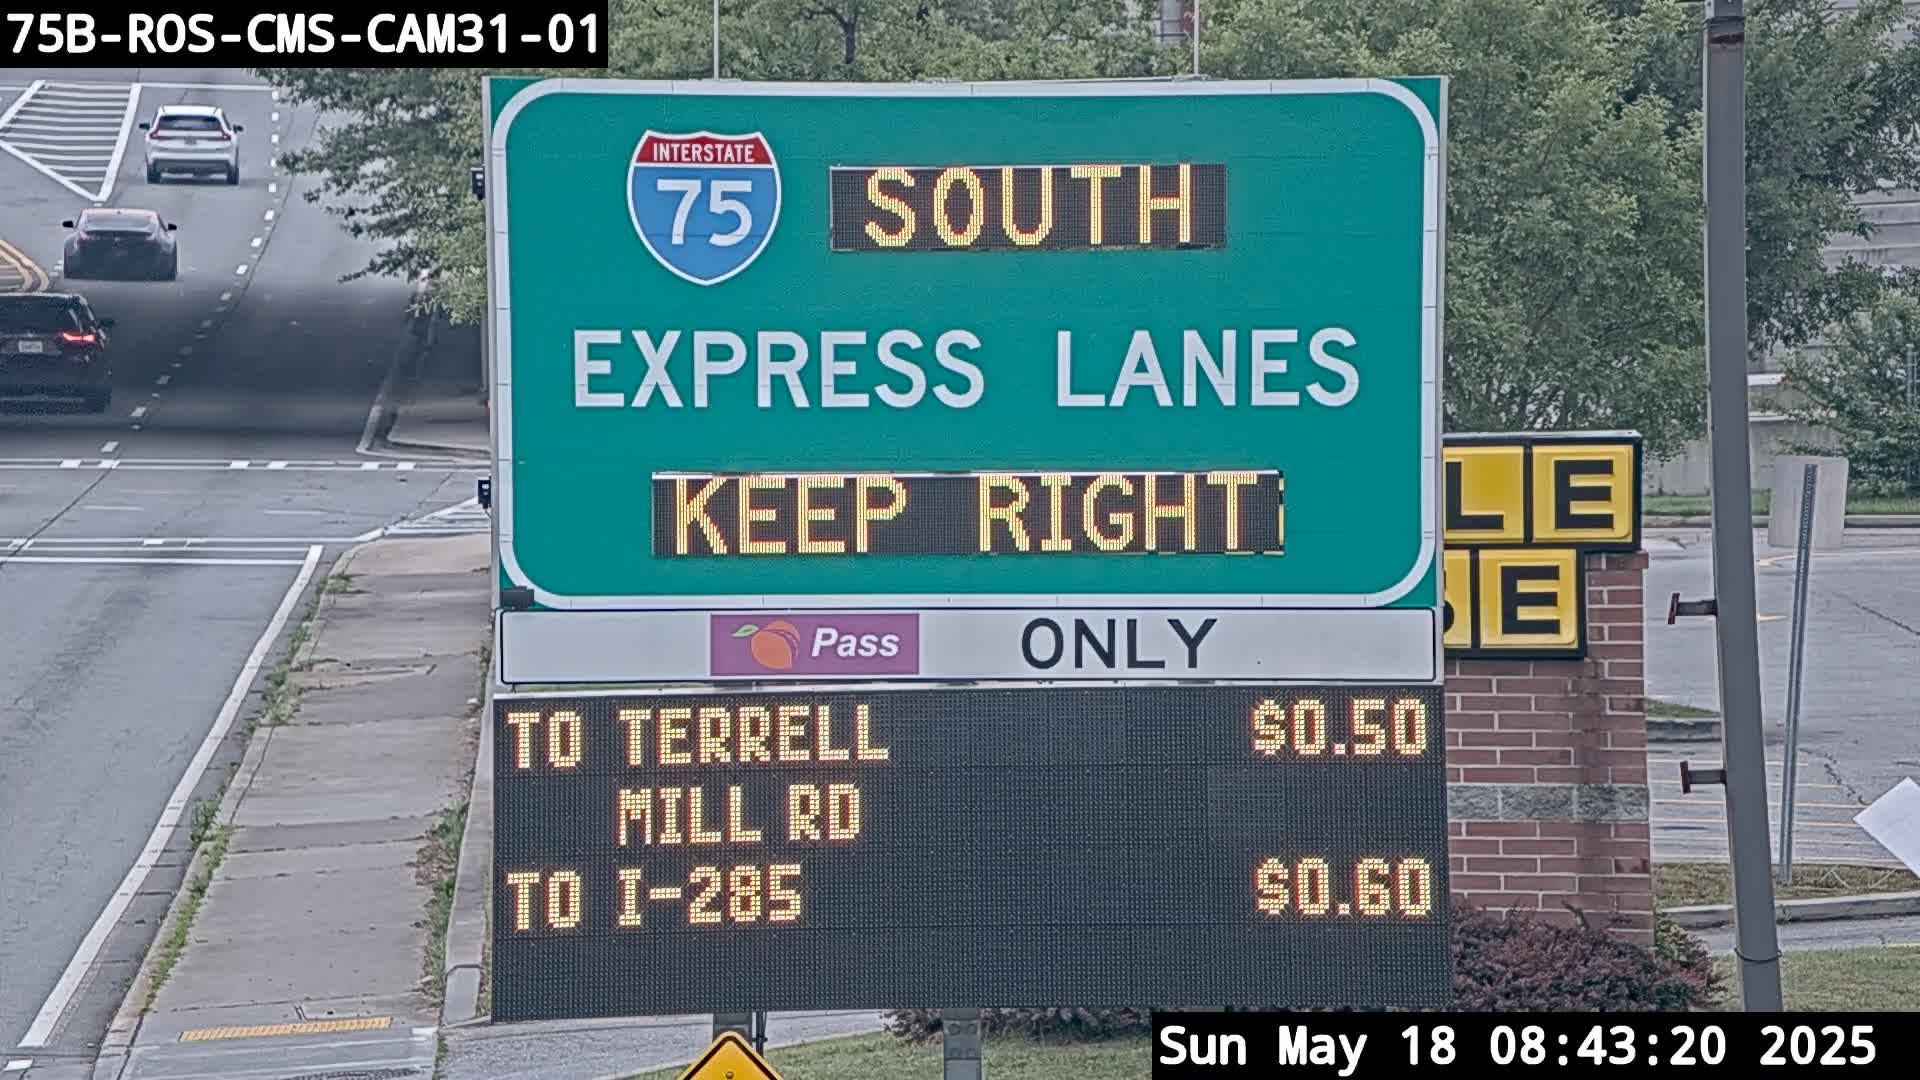 75B-ROS-CMS-CAM31-01
INTERSTATE
75
SOUTH
EXPRESS LANES
KEEP RIGHT
LE
E
Pass
ONLY
TO TERRELL $0.50
MILL RD
TO I-285 $0.60
Sun May 18 08:43:20 2025